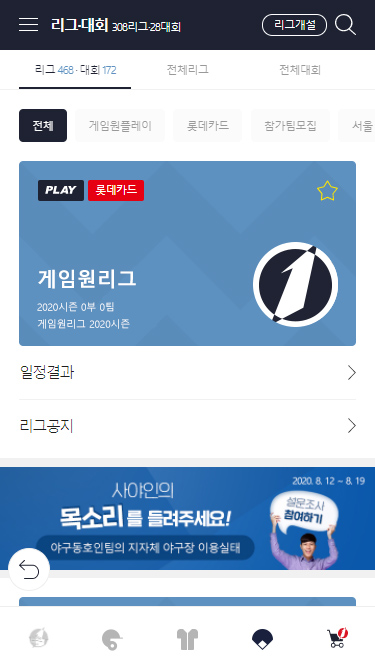 리그·대회 308리그·28대회
리그개설
리그 468 · 대회 172
전체리그
전체대회
전체
게임원플레이
롯데카드
참가팀모집
서울
PLAY 롯데카드
게임원리그
2020시즌 0부 0팀
게임원리그 2020시즌
일정결과
리그공지
2020. 8. 12 ~ 8. 19
사야인의
목소리를 들려주세요!
설문조사
참여하기
야구동호인팀의 지자체 야구장 이용실태